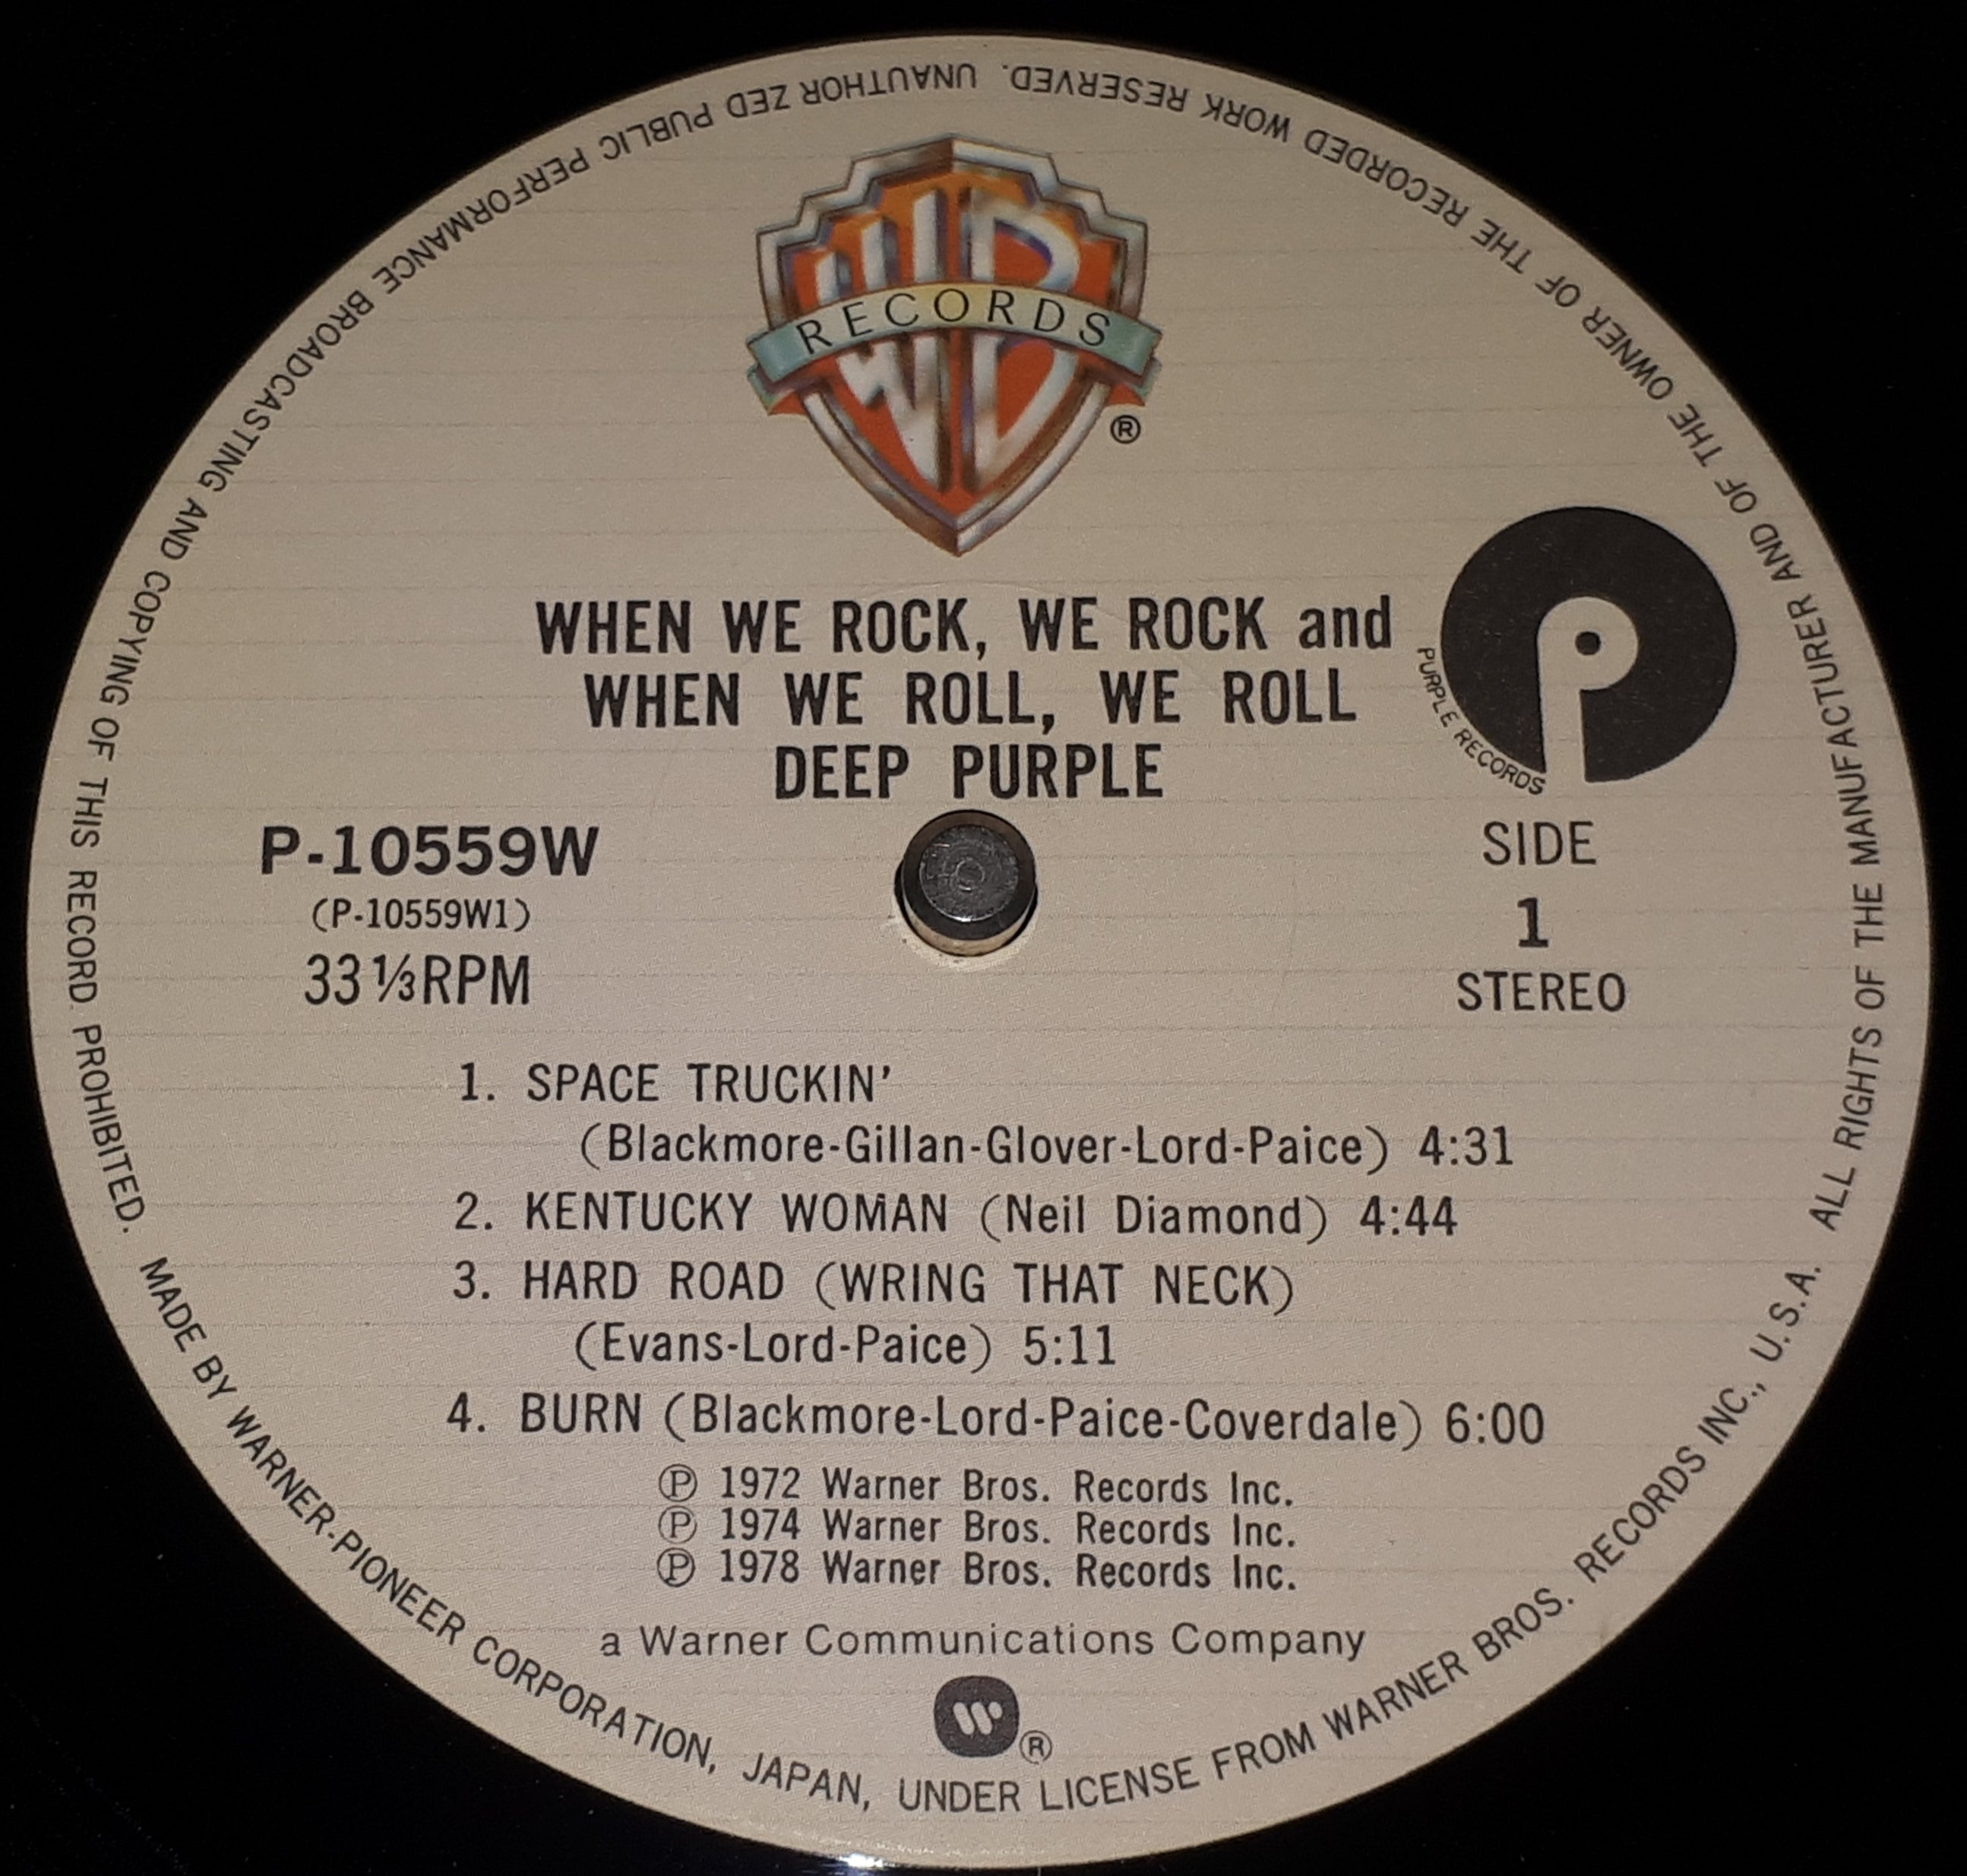 WB
RECORDS
®
WHEN WE ROCK, WE ROCK and
WHEN WE ROLL, WE ROLL
DEEP PURPLE
PURPLE RECORDS
P-10559W
(P-10559W1)
33⅓RPM
SIDE
1
STEREO
1. SPACE TRUCKIN'
(Blackmore-Gillan-Glover-Lord-Paice) 4:31
2. KENTUCKY WOMAN (Neil Diamond) 4:44
3. HARD ROAD (WRING THAT NECK)
(Evans-Lord-Paice) 5:11
4. BURN (Blackmore-Lord-Paice-Coverdale) 6:00
℗ 1972 Warner Bros. Records Inc.
℗ 1974 Warner Bros. Records Inc.
℗ 1978 Warner Bros. Records Inc.
a Warner Communications Company
®
MADE BY WARNER-PIONEER CORPORATION, JAPAN, UNDER LICENSE FROM WARNER BROS. RECORDS INC., U.S.A. ALL RIGHTS OF THE MANUFACTURER AND OF THE OWNER OF THE RECORDED WORK RESERVED. UNAUTHOR ZED PUBLIC PERFORMANCE BROADCASTING AND COPYING OF THIS RECORD PROHIBITED.